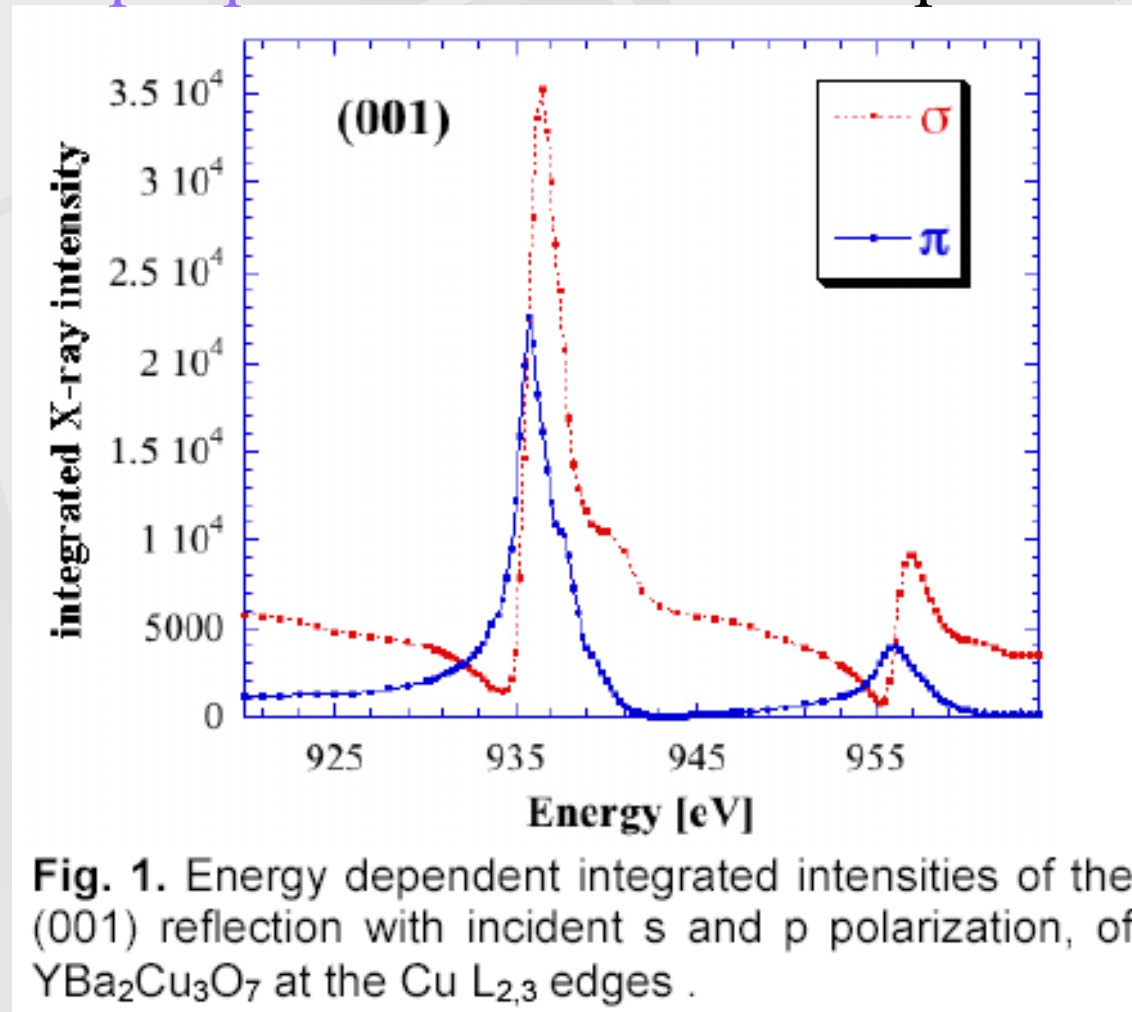 (001)
σ
π
3.5 10⁴
3 10⁴
2.5 10⁴
2 10⁴
1.5 10⁴
1 10⁴
5000
0
integrated X-ray intensity
925 935 945 955
Energy [eV]
Fig. 1. Energy dependent integrated intensities of the
(001) reflection with incident s and p polarization, of
YBa₂Cu₃O₇ at the Cu L₂,₃ edges .